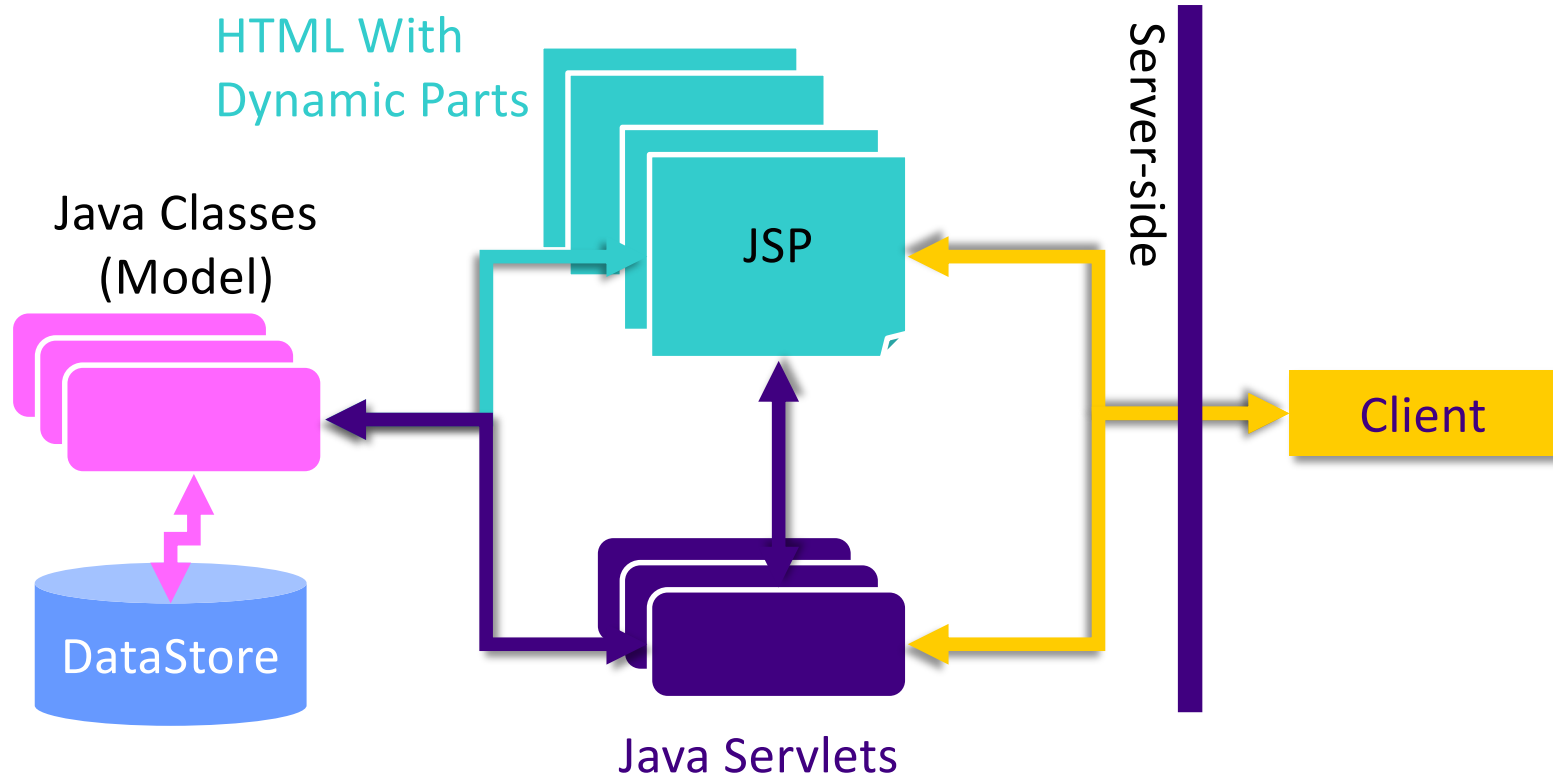 HTML With
Dynamic Parts
Server-side
Java Classes
(Model)
JSP
Client
DataStore
Java Servlets